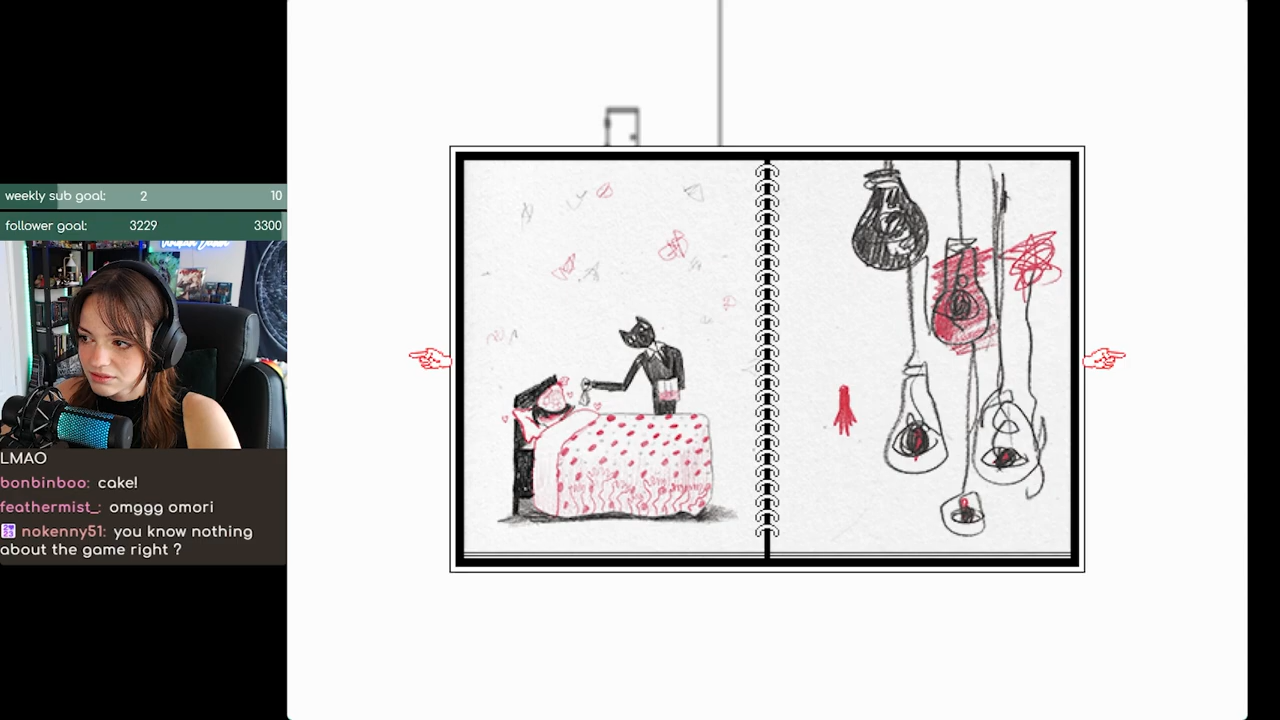 weekly sub goal: 2 10
follower goal: 3229 3300
LMAO
bonbinboo: cake!
feathermist_: omggg omori
nokenny51: you know nothing
about the game right ?